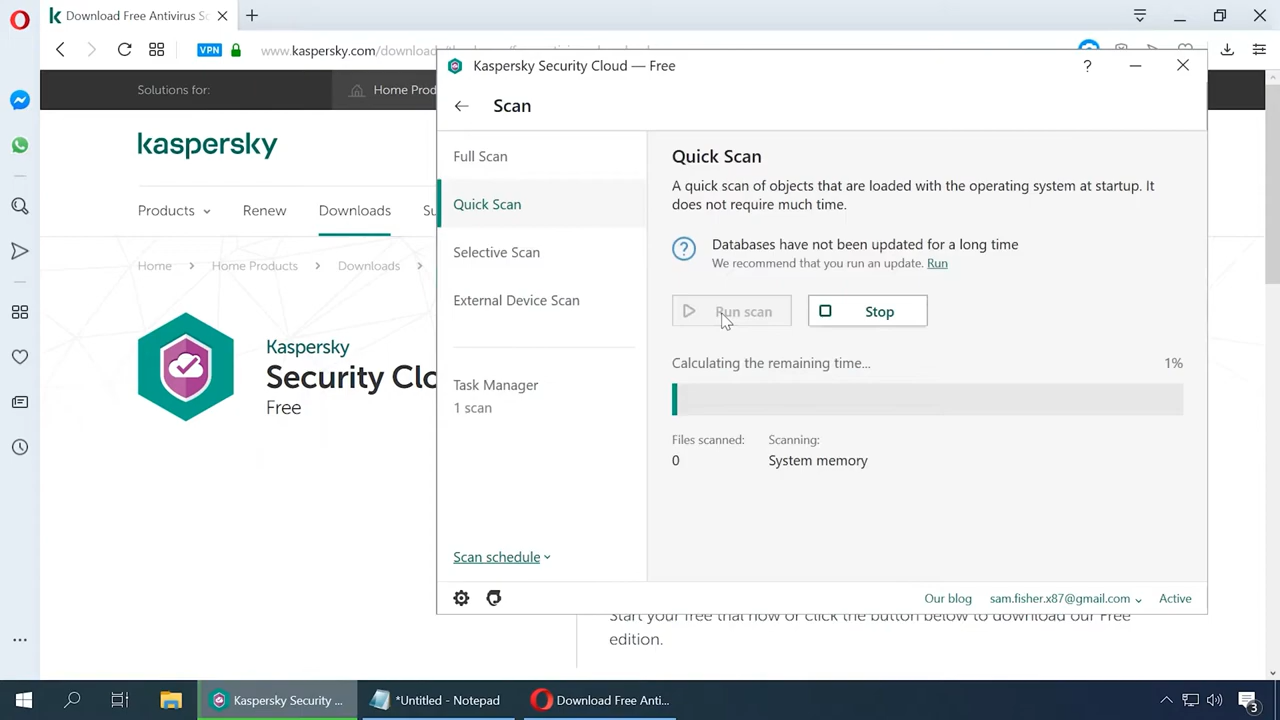 Download Free Antivirus So
VPN
www.kaspersky.com/download
Solutions for:
Home Prod
kaspersky
Products
Renew
Downloads
Su
Home
Home Products
Downloads
Kaspersky
Security Clo
Free
Kaspersky Security Cloud — Free
?
Scan
Full Scan
Quick Scan
Selective Scan
External Device Scan
Task Manager
1 scan
Scan schedule
Quick Scan
A quick scan of objects that are loaded with the operating system at startup. It
does not require much time.
?
Databases have not been updated for a long time
We recommend that you run an update. Run
Run scan
Stop
Calculating the remaining time...
1%
Files scanned:
0
Scanning:
System memory
Our blog
sam.fisher.x87@gmail.com
Active
Start your free trial now or click the button below to download our Free
edition.
Kaspersky Security ...
*Untitled - Notepad
Download Free Anti...
3